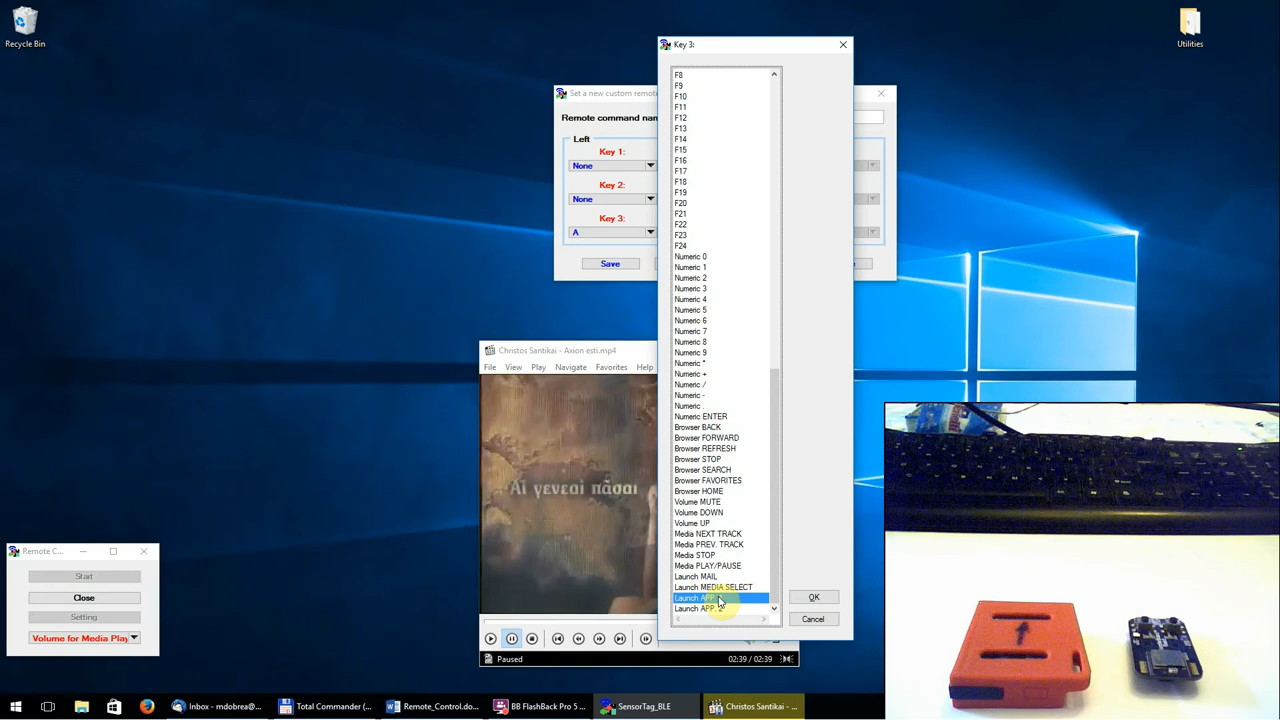 Recycle Bin
Utilities
Key 3:
F8
F9
F10
F11
F12
F13
F14
F15
F16
F17
F18
F19
F20
F21
F22
F23
F24
Numeric 0
Numeric 1
Numeric 2
Numeric 3
Numeric 4
Numeric 5
Numeric 6
Numeric 7
Numeric 8
Numeric 9
Numeric *
Numeric +
Numeric /
Numeric -
Numeric .
Numeric ENTER
Browser BACK
Browser FORWARD
Browser REFRESH
Browser STOP
Browser SEARCH
Browser FAVORITES
Browser HOME
Volume MUTE
Volume DOWN
Volume UP
Media NEXT TRACK
Media PREV. TRACK
Media STOP
Media PLAY/PAUSE
Launch MAIL
Launch MEDIA SELECT
Launch APP.
Launch APP. 2
OK
Cancel
Set a new custom remote
Remote command nam
Left
Key 1:
None
Key 2:
None
Key 3:
A
Save
Christos Santikai - Axion esti.mp4
File View Play Navigate Favorites Help
Αἱ γενεαὶ πᾶσαι
Paused
02:39 / 02:39
Remote C...
Start
Close
Setting
Volume for Media Play
Inbox - mdobrea@...
Total Commander (...
Remote_Control.do...
BB FlashBack Pro 5 ...
SensorTag_BLE
Christos Santikai - ...